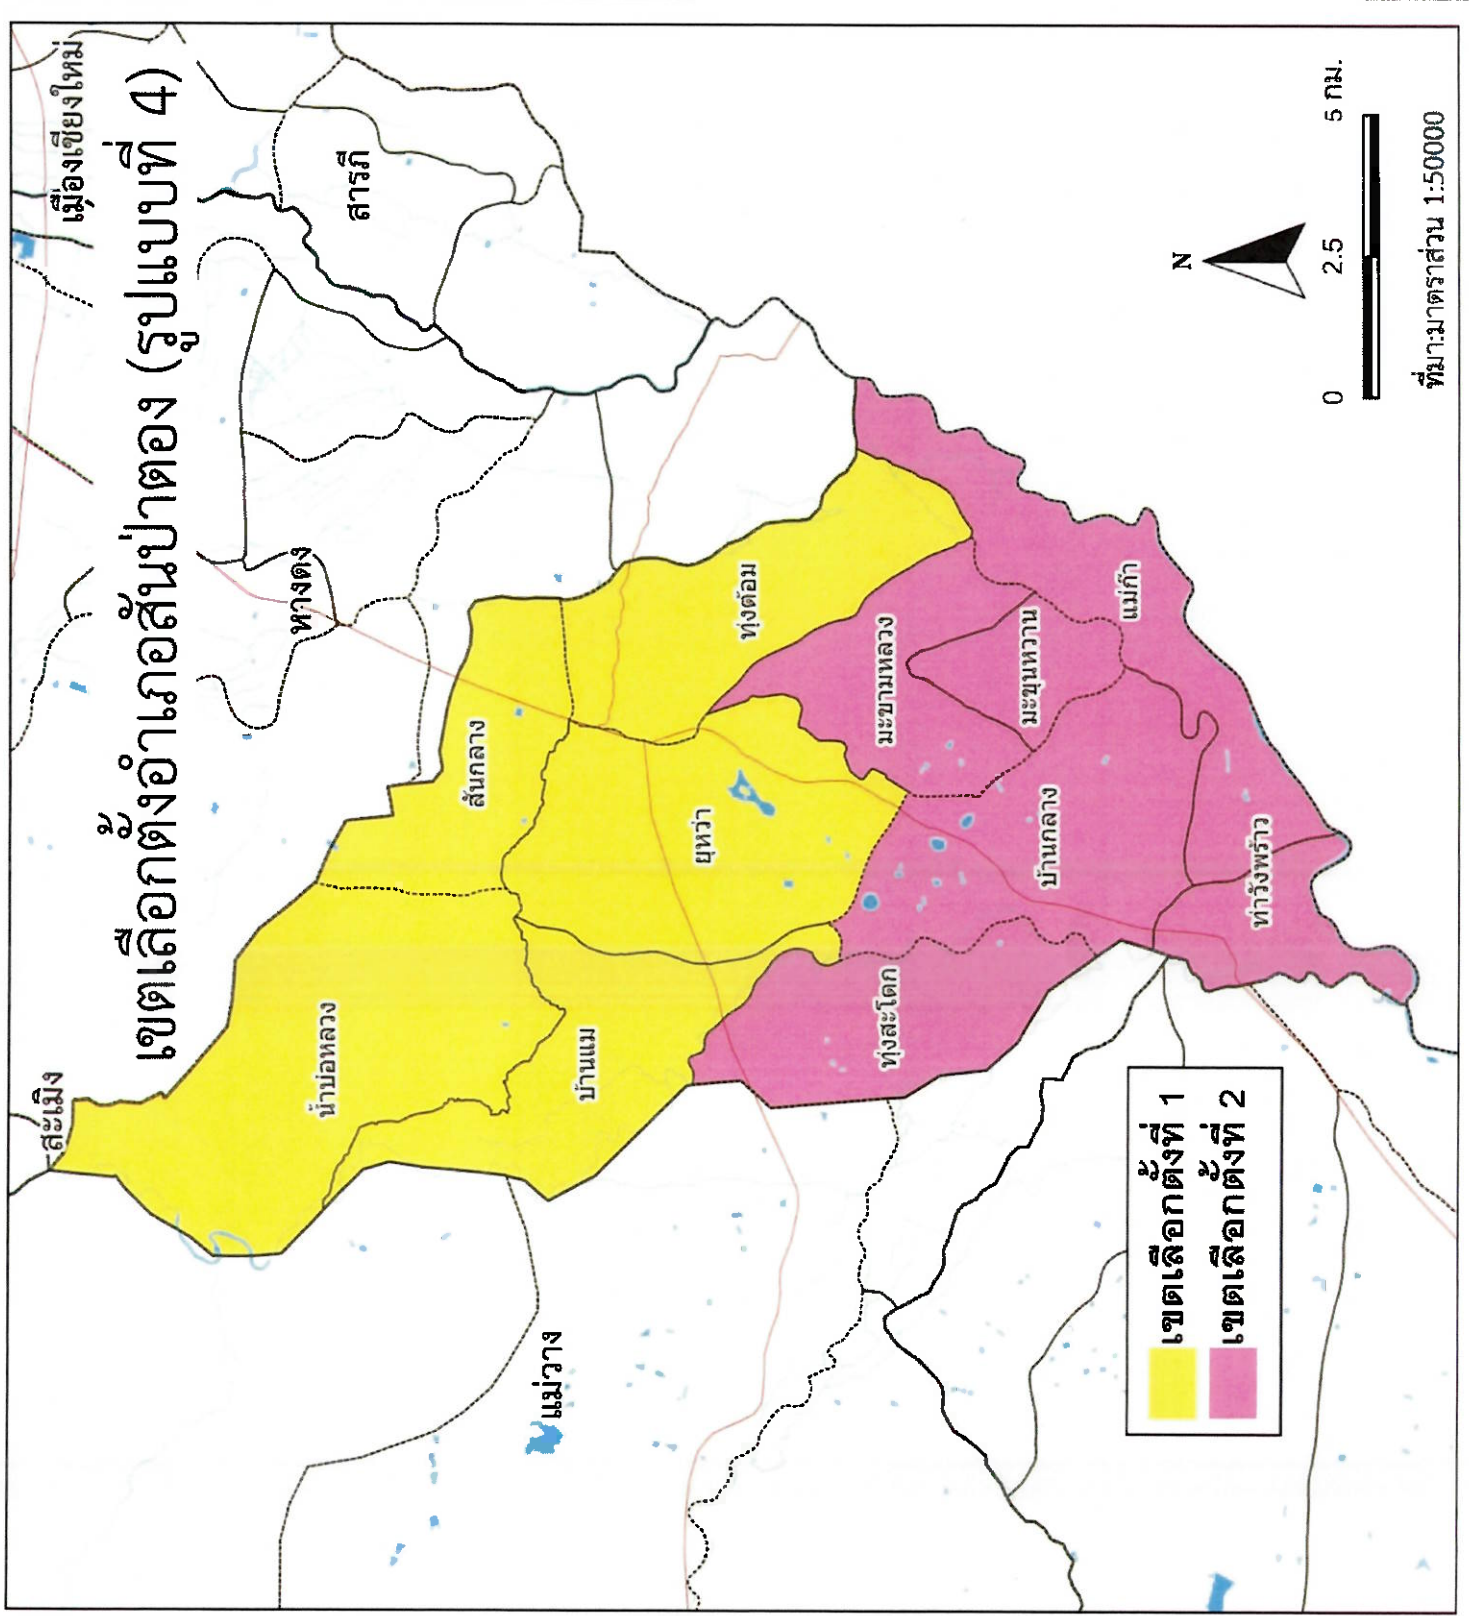 เขตเลือกตั้งอำเภอสันป่าตอง (รูปแบบที่ 4)
เมืองเชียงใหม่
สะเมิง
สารภี
หางดง
น้ำบ่อหลวง
สันกลาง
บ้านแม
ยุหว่า
ทุ่งต้อม
แม่วาง
ทุ่งสะโตก
มะขามหลวง
มะขุนหวาน
บ้านกลาง
แม่ก๊า
ท่าวังพร้าว
เขตเลือกตั้งที่ 1
เขตเลือกตั้งที่ 2
N
0 2.5 5 กม.
ที่มา:มาตราส่วน 1:50000